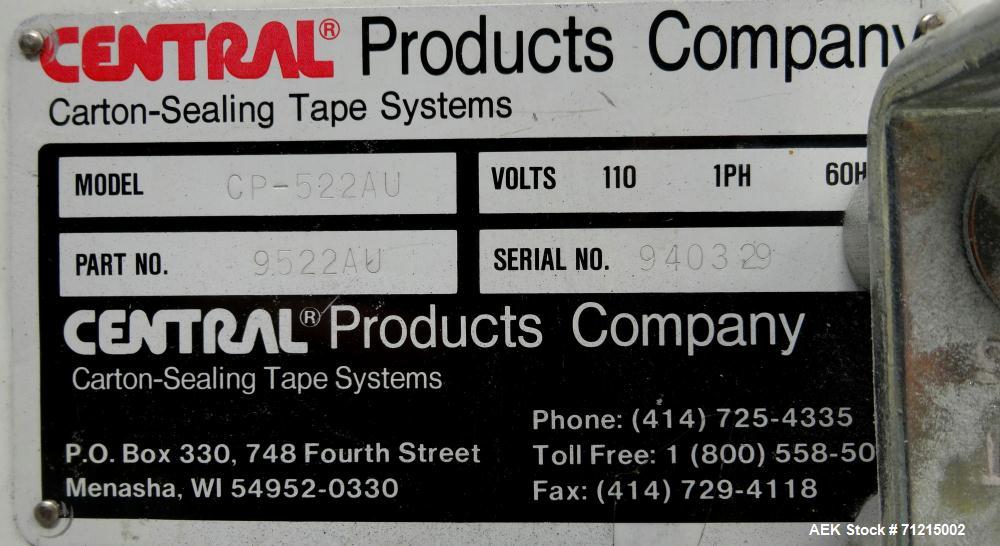 CENTRAL® Products Company
Carton-Sealing Tape Systems
MODEL CP-522AU
VOLTS 110 1PH 60H
PART NO. 9522AU
SERIAL NO. 940329
CENTRAL® Products Company
Carton-Sealing Tape Systems
P.O. Box 330, 748 Fourth Street
Menasha, WI 54952-0330
Phone: (414) 725-4335
Toll Free: 1 (800) 558-50
Fax: (414) 729-4118
AEK Stock # 71215002